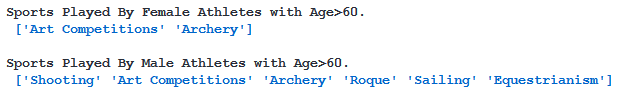 Sports Played By Female Athletes with Age>60.
['Art Competitions' 'Archery']
Sports Played By Male Athletes with Age>60.
['Shooting' 'Art Competitions' 'Archery' 'Roque' 'Sailing' 'Equestrianism']